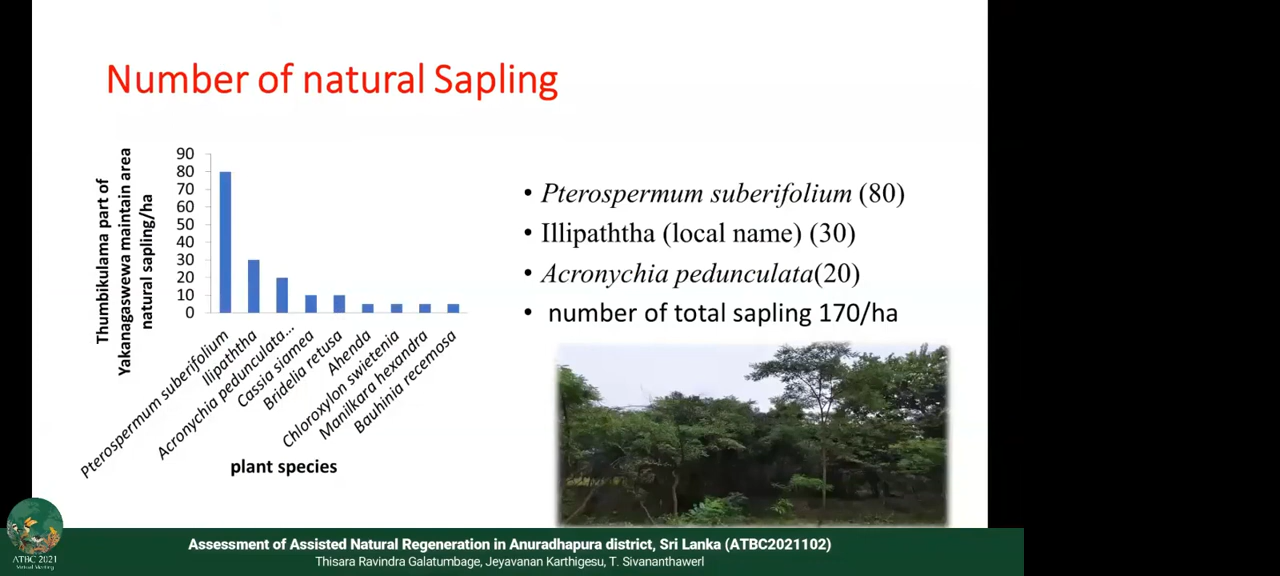 Number of natural Sapling
Thumbikulama part of
Yakanagaswewa maintain area
natural sapling/ha
90
80
70
60
50
40
30
20
10
0
Pterospermum suberifolium
Ilipaththa
Acronychia pedunculata...
Cassia siamea
Bridelia retusa
Ahenda
Chloroxylon swietenia
Manilkara hexandra
Bauhinia recemosa
plant species
• Pterospermum suberifolium (80)
• Illipaththa (local name) (30)
• Acronychia pedunculata(20)
• number of total sapling 170/ha
ATBC 2021
Virtual Meeting
Assessment of Assisted Natural Regeneration in Anuradhapura district, Sri Lanka (ATBC2021102)
Thisara Ravindra Galatumbage, Jeyavanan Karthigesu, T. Sivananthawerl